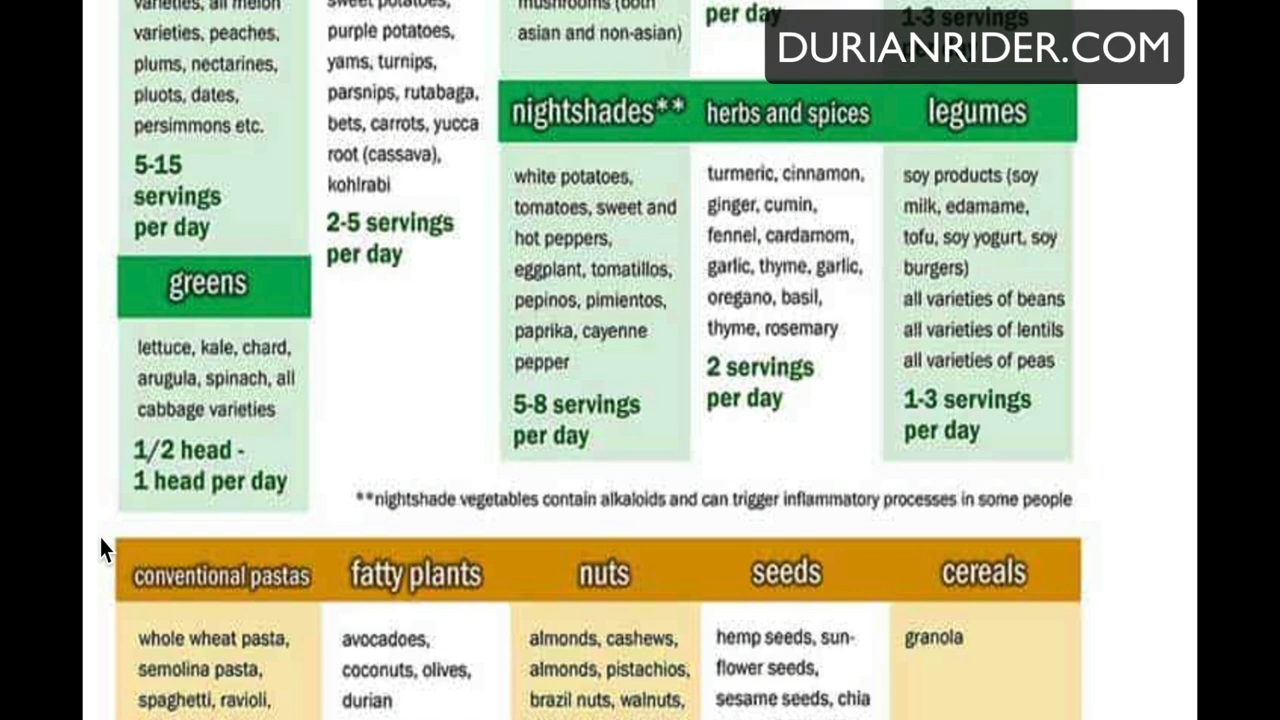 varieties, all melon
varieties, peaches,
plums, nectarines,
pluots, dates,
persimmons etc.
5-15
servings
per day
greens
lettuce, kale, chard,
arugula, spinach, all
cabbage varieties
1/2 head -
1 head per day
sweet potatoes,
purple potatoes,
yams, turnips,
parsnips, rutabaga,
bets, carrots, yucca
root (cassava),
kohlrabi
2-5 servings
per day
mushrooms (both
asian and non-asian)
per day
1-3 servings
DURIANRIDER.COM
nightshades**
white potatoes,
tomatoes, sweet and
hot peppers,
eggplant, tomatillos,
pepinos, pimientos,
paprika, cayenne
pepper
5-8 servings
per day
herbs and spices
turmeric, cinnamon,
ginger, cumin,
fennel, cardamom,
garlic, thyme, garlic,
oregano, basil,
thyme, rosemary
2 servings
per day
legumes
soy products (soy
milk, edamame,
tofu, soy yogurt, soy
burgers)
all varieties of beans
all varieties of lentils
all varieties of peas
1-3 servings
per day
**nightshade vegetables contain alkaloids and can trigger inflammatory processes in some people
conventional pastas
whole wheat pasta,
semolina pasta,
spaghetti, ravioli,
fatty plants
avocadoes,
coconuts, olives,
durian
nuts
almonds, cashews,
almonds, pistachios,
brazil nuts, walnuts,
seeds
hemp seeds, sun-
flower seeds,
sesame seeds, chia
cereals
granola